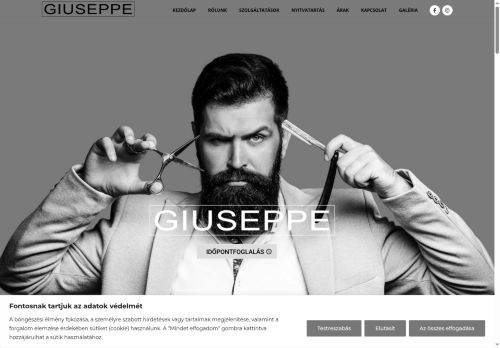 GIUSEPPE
KEZDŐLAP RÓLUNK SZOLGÁLTATÁSOK NYITVATARTÁS ÁRAK KAPCSOLAT GALÉRIA
GIUSEPPE
IDŐPONTFOGLALÁS
Fontosnak tartjuk az adatok védelmét
A böngészési élmény fokozása, a személyre szabott hirdetések vagy tartalmak megjelenítése, valamint a
forgalom elemzése érdekében sütiket (cookie) használunk. A "Mindet elfogadom" gombra kattintva
hozzájárulhat a sütik használatához.
Testreszabás Elutasít Az összes elfogadása